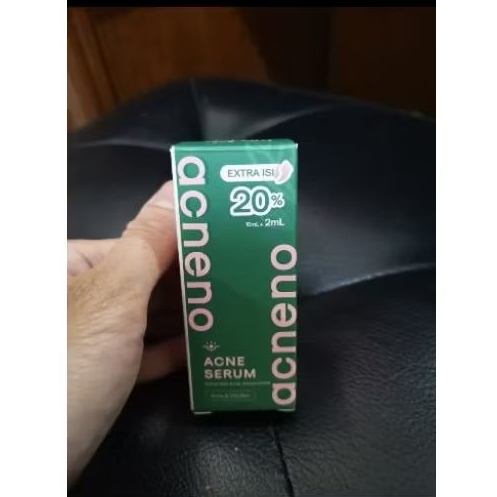 acneno
EXTRA ISI
20%
10mL + 2mL
acneno
ACNE
SERUM